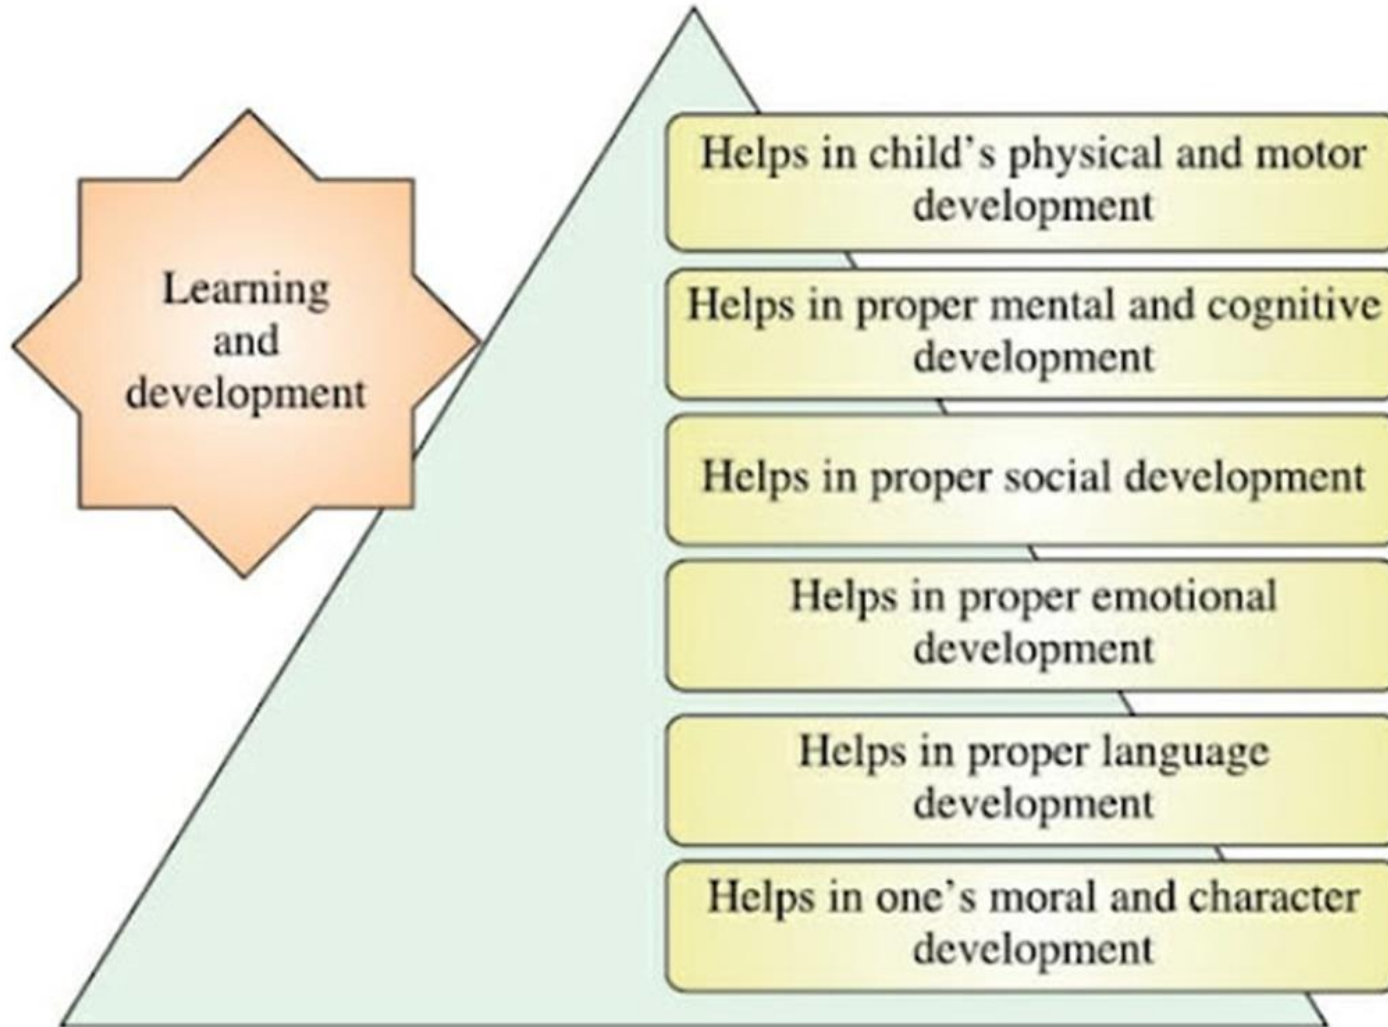 Learning
and
development
Helps in child's physical and motor
development
Helps in proper mental and cognitive
development
Helps in proper social development
Helps in proper emotional
development
Helps in proper language
development
Helps in one's moral and character
development